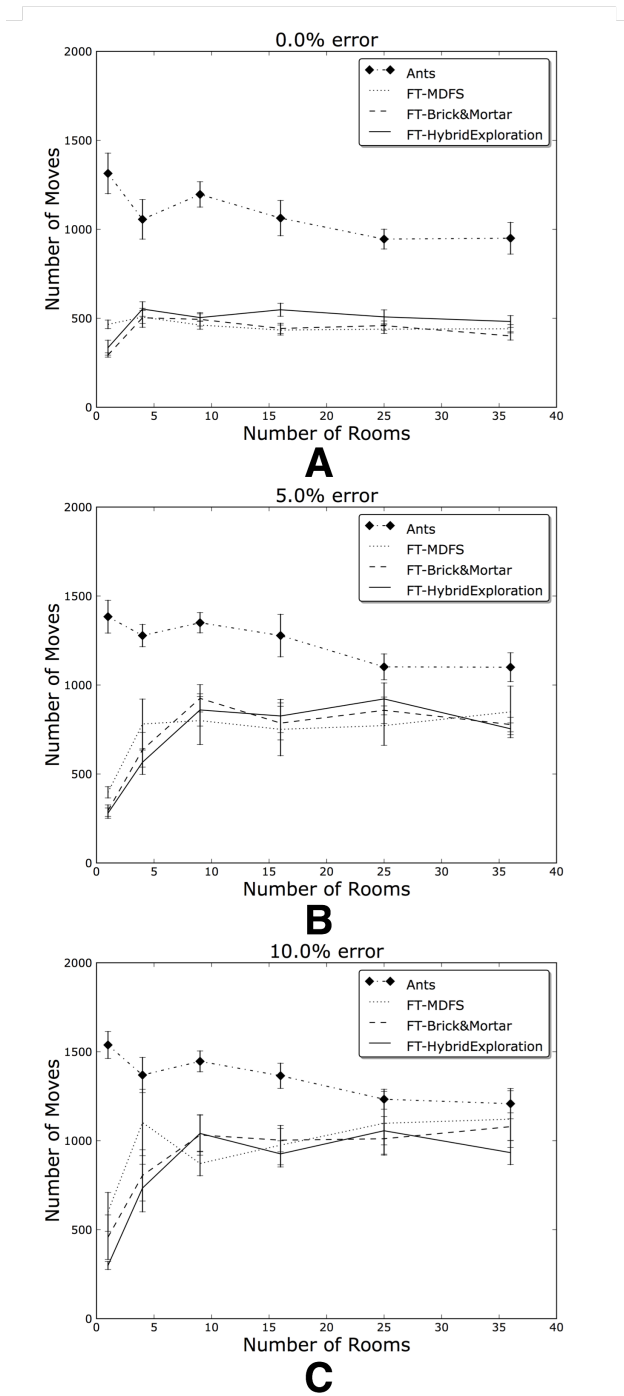 0.0% error
2000
1500
1000
500
0
Number of Moves
Ants
FT-MDFS
FT-Brick&Mortar
FT-HybridExploration
0 5 10 15 20 25 30 35 40
Number of Rooms
A
5.0% error
2000
1500
1000
500
0
Number of Moves
Ants
FT-MDFS
FT-Brick&Mortar
FT-HybridExploration
0 5 10 15 20 25 30 35 40
Number of Rooms
B
10.0% error
2000
1500
1000
500
0
Number of Moves
Ants
FT-MDFS
FT-Brick&Mortar
FT-HybridExploration
0 5 10 15 20 25 30 35 40
Number of Rooms
C